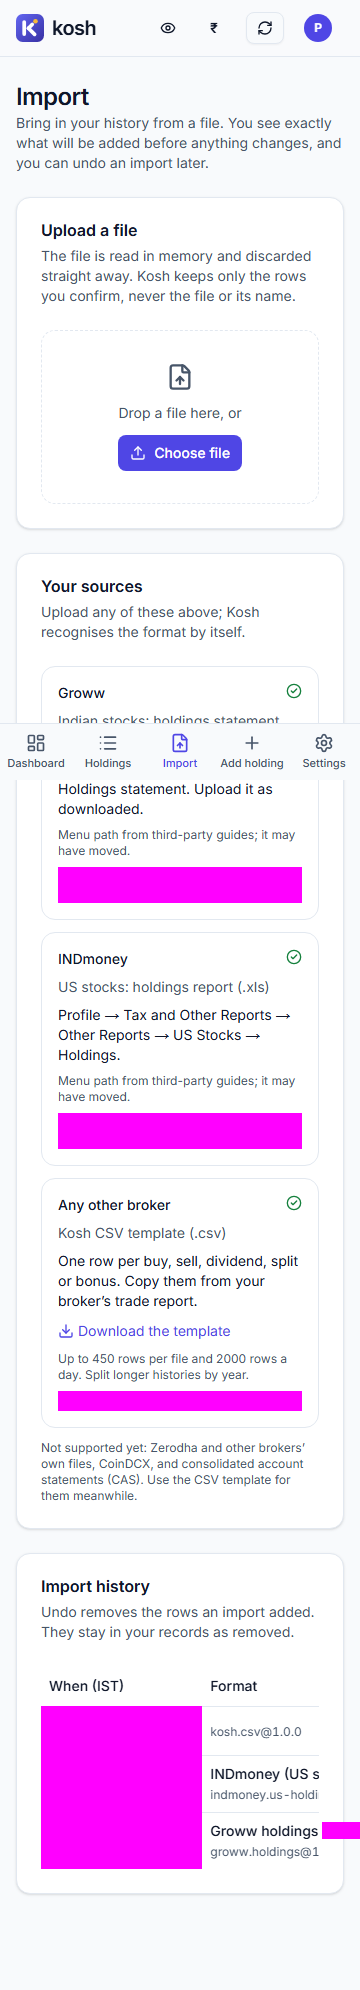 kosh
₹
P
Import
Bring in your history from a file. You see exactly
what will be added before anything changes, and
you can undo an import later.
Upload a file
The file is read in memory and discarded
straight away. Kosh keeps only the rows
you confirm, never the file or its name.
Drop a file here, or
Choose file
Your sources
Upload any of these above; Kosh
recognises the format by itself.
Groww
Indian stocks: holdings statement
Dashboard
Holdings
Import
Add holding
Settings
Holdings statement. Upload it as
downloaded.
Menu path from third-party guides; it may
have moved.
INDmoney
US stocks: holdings report (.xls)
Profile → Tax and Other Reports →
Other Reports → US Stocks →
Holdings.
Menu path from third-party guides; it may
have moved.
Any other broker
Kosh CSV template (.csv)
One row per buy, sell, dividend, split
or bonus. Copy them from your
broker’s trade report.
Download the template
Up to 450 rows per file and 2000 rows a
day. Split longer histories by year.
Not supported yet: Zerodha and other brokers’
own files, CoinDCX, and consolidated account
statements (CAS). Use the CSV template for
them meanwhile.
Import history
Undo removes the rows an import added.
They stay in your records as removed.
When (IST) Format
kosh.csv@1.0.0
INDmoney (US s
indmoney.us-holdi
Groww holdings
groww.holdings@1